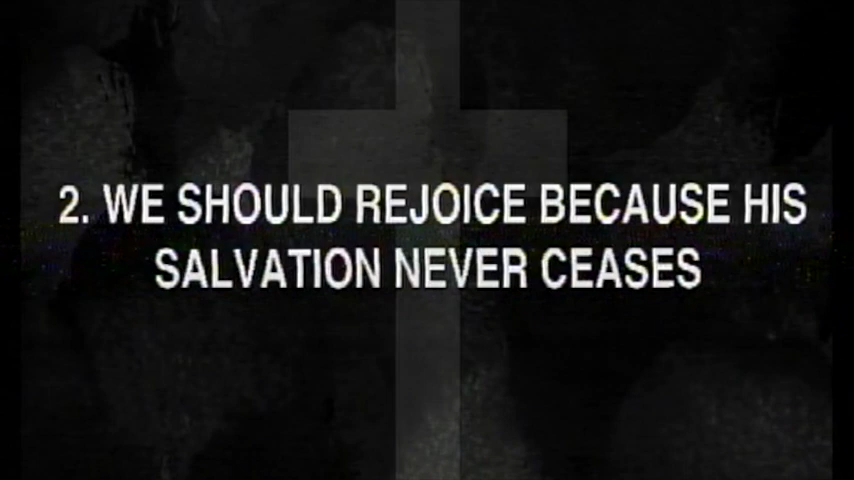 2. WE SHOULD REJOICE BECAUSE HIS
SALVATION NEVER CEASES